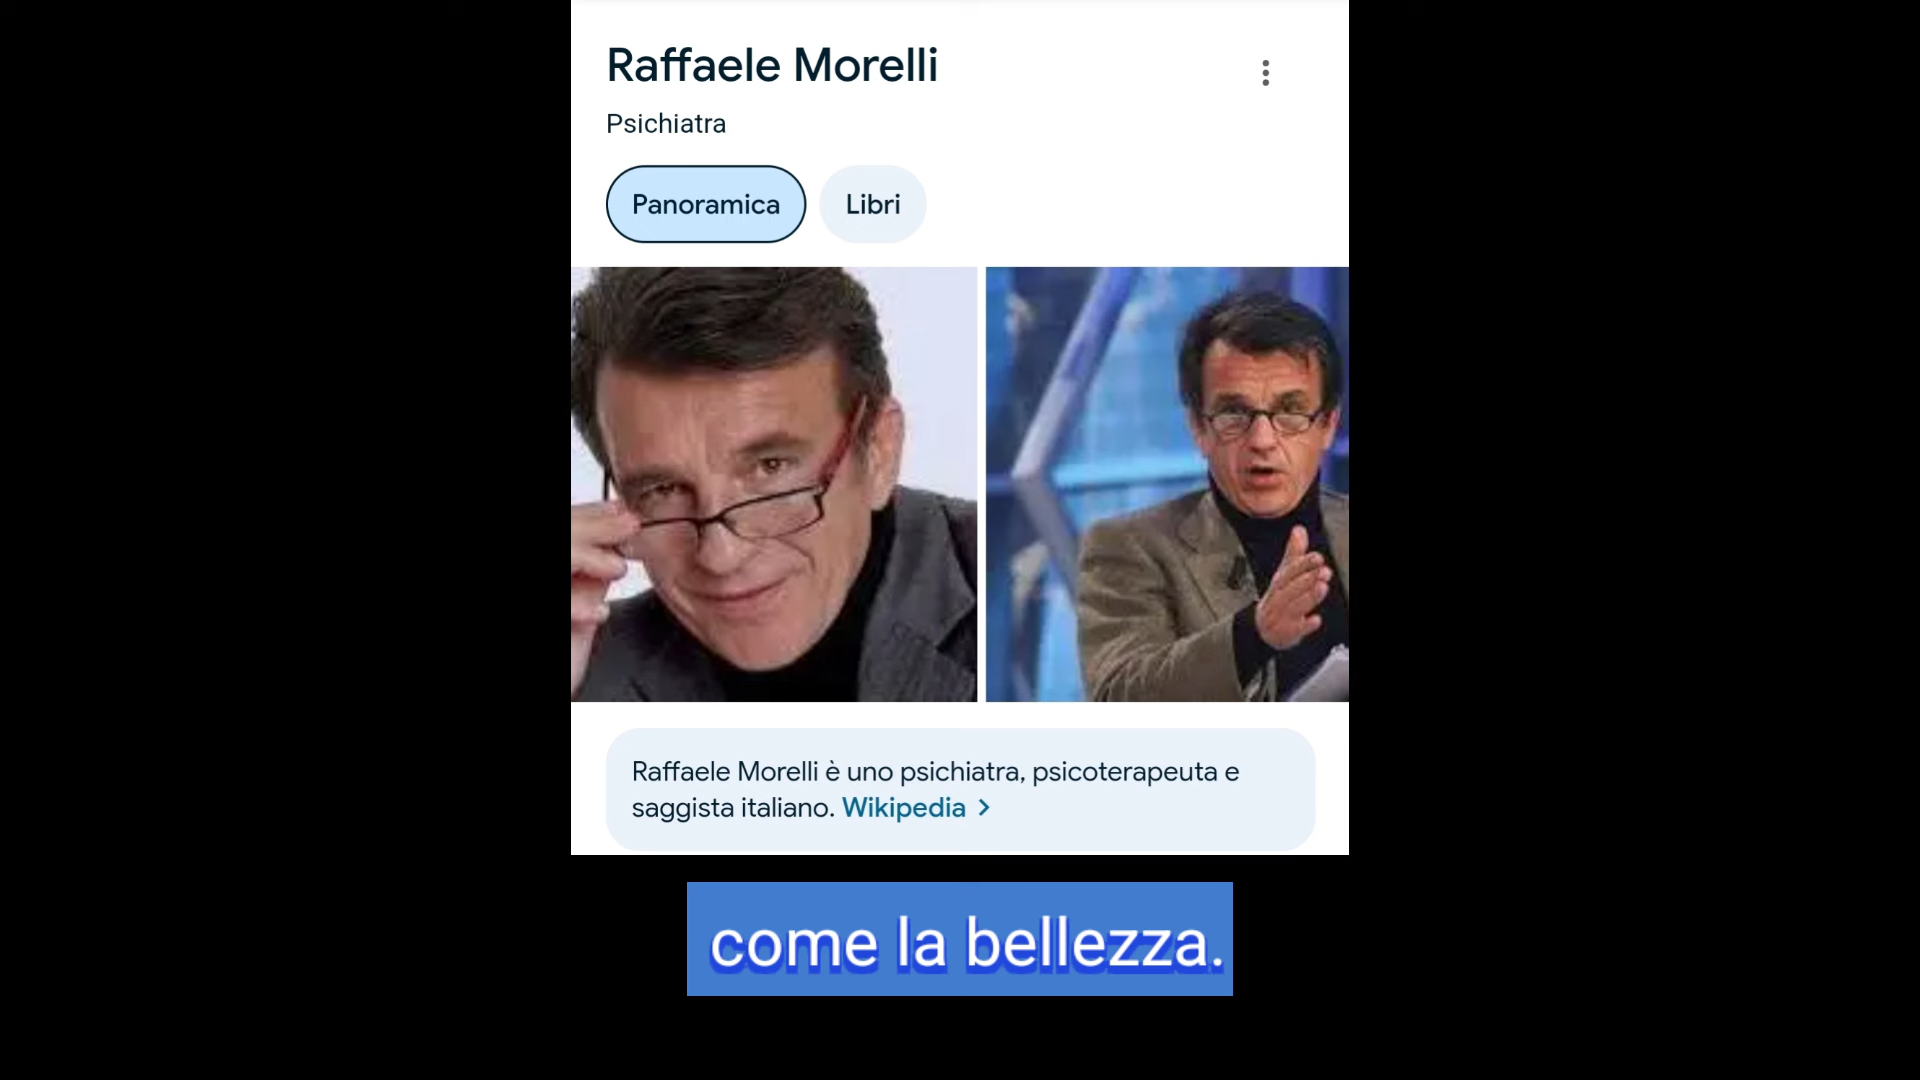 Raffaele Morelli
Psichiatra
Panoramica Libri
Raffaele Morelli è uno psichiatra, psicoterapeuta e
saggista italiano. Wikipedia >
come la bellezza.